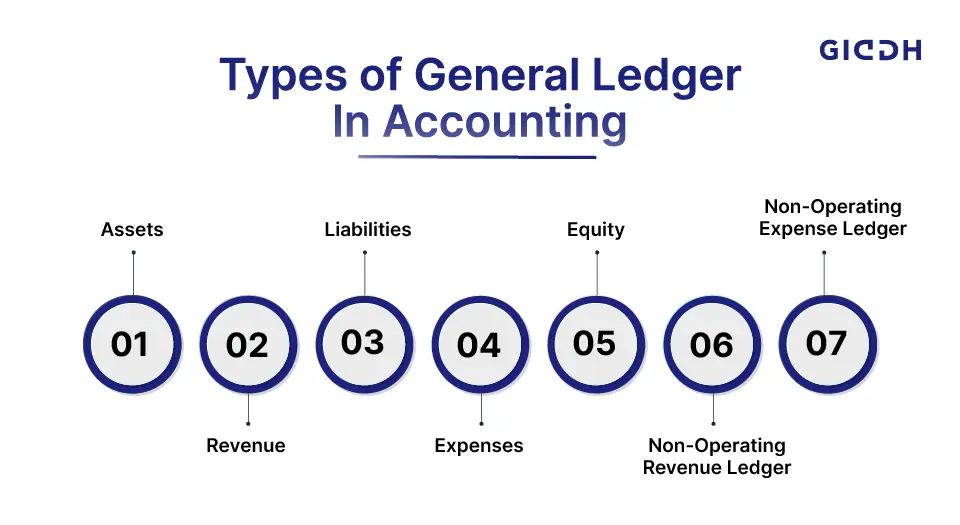 GICDH
Types of General Ledger
In Accounting
Assets
Liabilities
Equity
Non-Operating
Expense Ledger
01
02
03
04
05
06
07
Revenue
Expenses
Non-Operating
Revenue Ledger